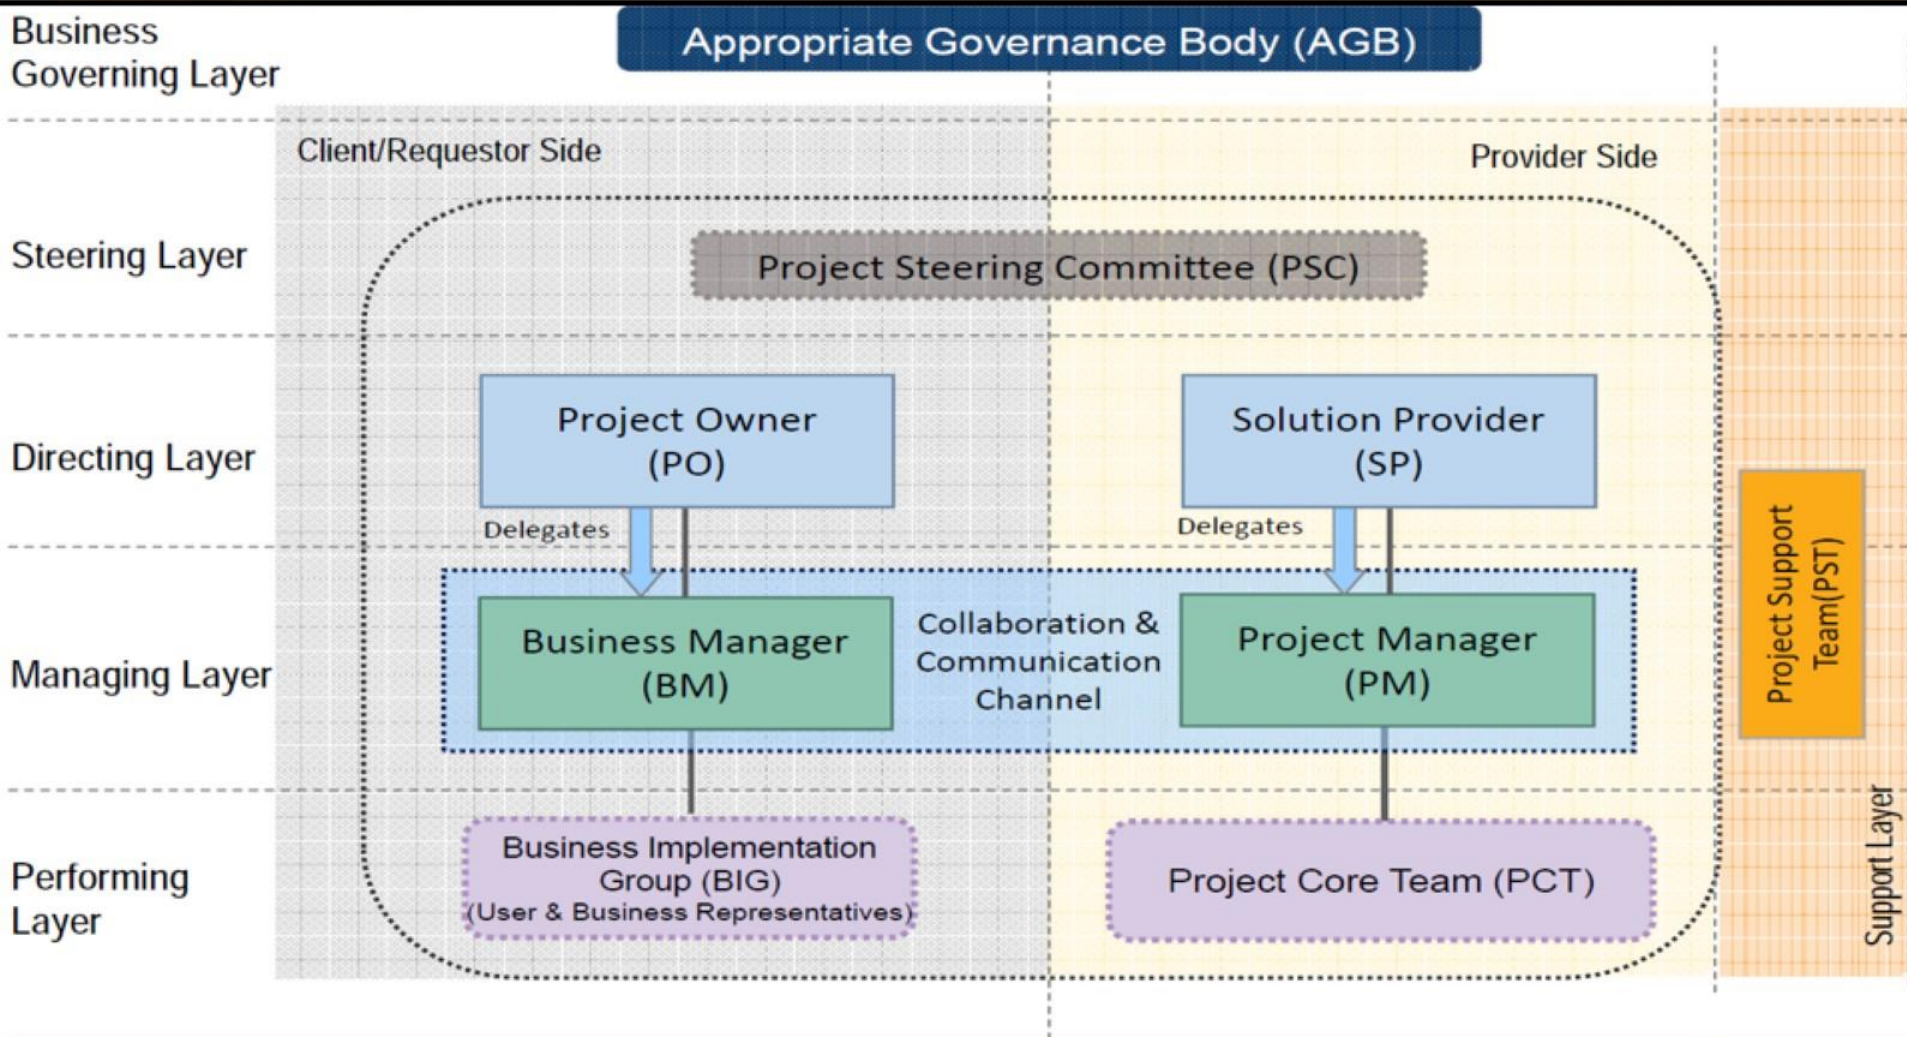 Business
Governing Layer
Appropriate Governance Body (AGB)
Client/Requestor Side
Provider Side
Steering Layer
Project Steering Committee (PSC)
Directing Layer
Project Owner
(PO)
Solution Provider
(SP)
Delegates
Delegates
Managing Layer
Business Manager
(BM)
Collaboration &
Communication
Channel
Project Manager
(PM)
Project Support
Team(PST)
Performing
Layer
Business Implementation
Group (BIG)
(User & Business Representatives)
Project Core Team (PCT)
Support Layer